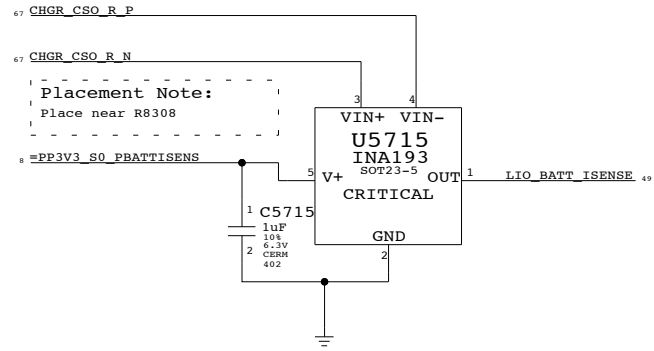 67 CHGR_CSO_R_P
67 CHGR_CSO_R_N
Placement Note:
Place near R8308
3 4
VIN+ VIN-
U5715
INA193
SOT23-5
8 =PP3V3_S0_PBATTISENS
5 V+ OUT 1 LIO_BATT_ISENSE 49
CRITICAL
1 C5715
1uF
10%
6.3V
2 CERM
402
GND
2